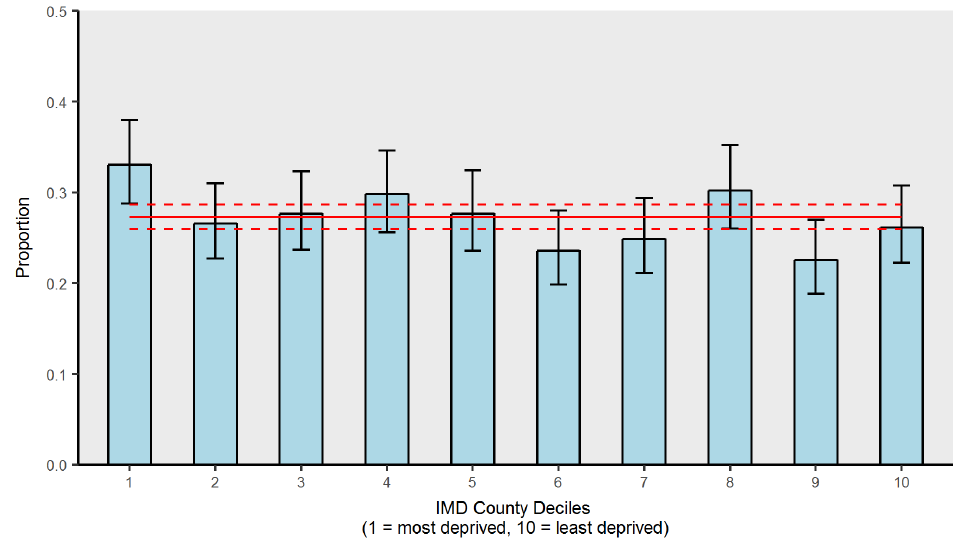 0.5
0.4
0.3
0.2
0.1
0.0
Proportion
1 2 3 4 5 6 7 8 9 10
IMD County Deciles
(1 = most deprived, 10 = least deprived)